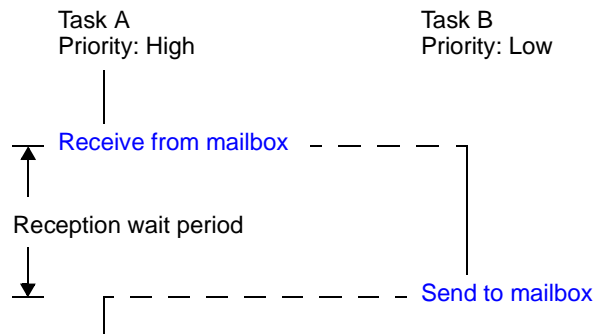 Task A
Priority: High
Task B
Priority: Low
Receive from mailbox
Reception wait period
Send to mailbox